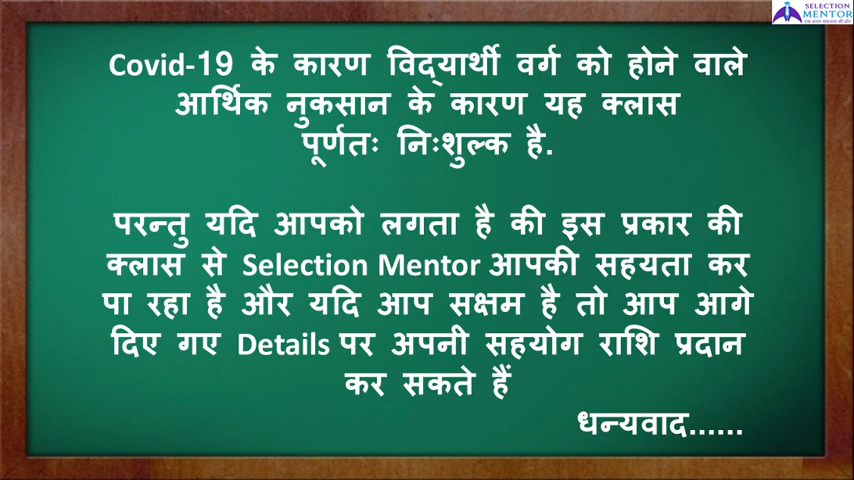 SELECTION
MENTOR
Covid-19 के कारण विद्यार्थी वर्ग को होने वाले
आर्थिक नुकसान के कारण यह क्लास
पूर्णतः निःशुल्क है.
परन्तु यदि आपको लगता है की इस प्रकार की
क्लास से Selection Mentor आपकी सहयता कर
पा रहा है और यदि आप सक्षम है तो आप आगे
दिए गए Details पर अपनी सहयोग राशि प्रदान
कर सकते हैं
धन्यवाद......